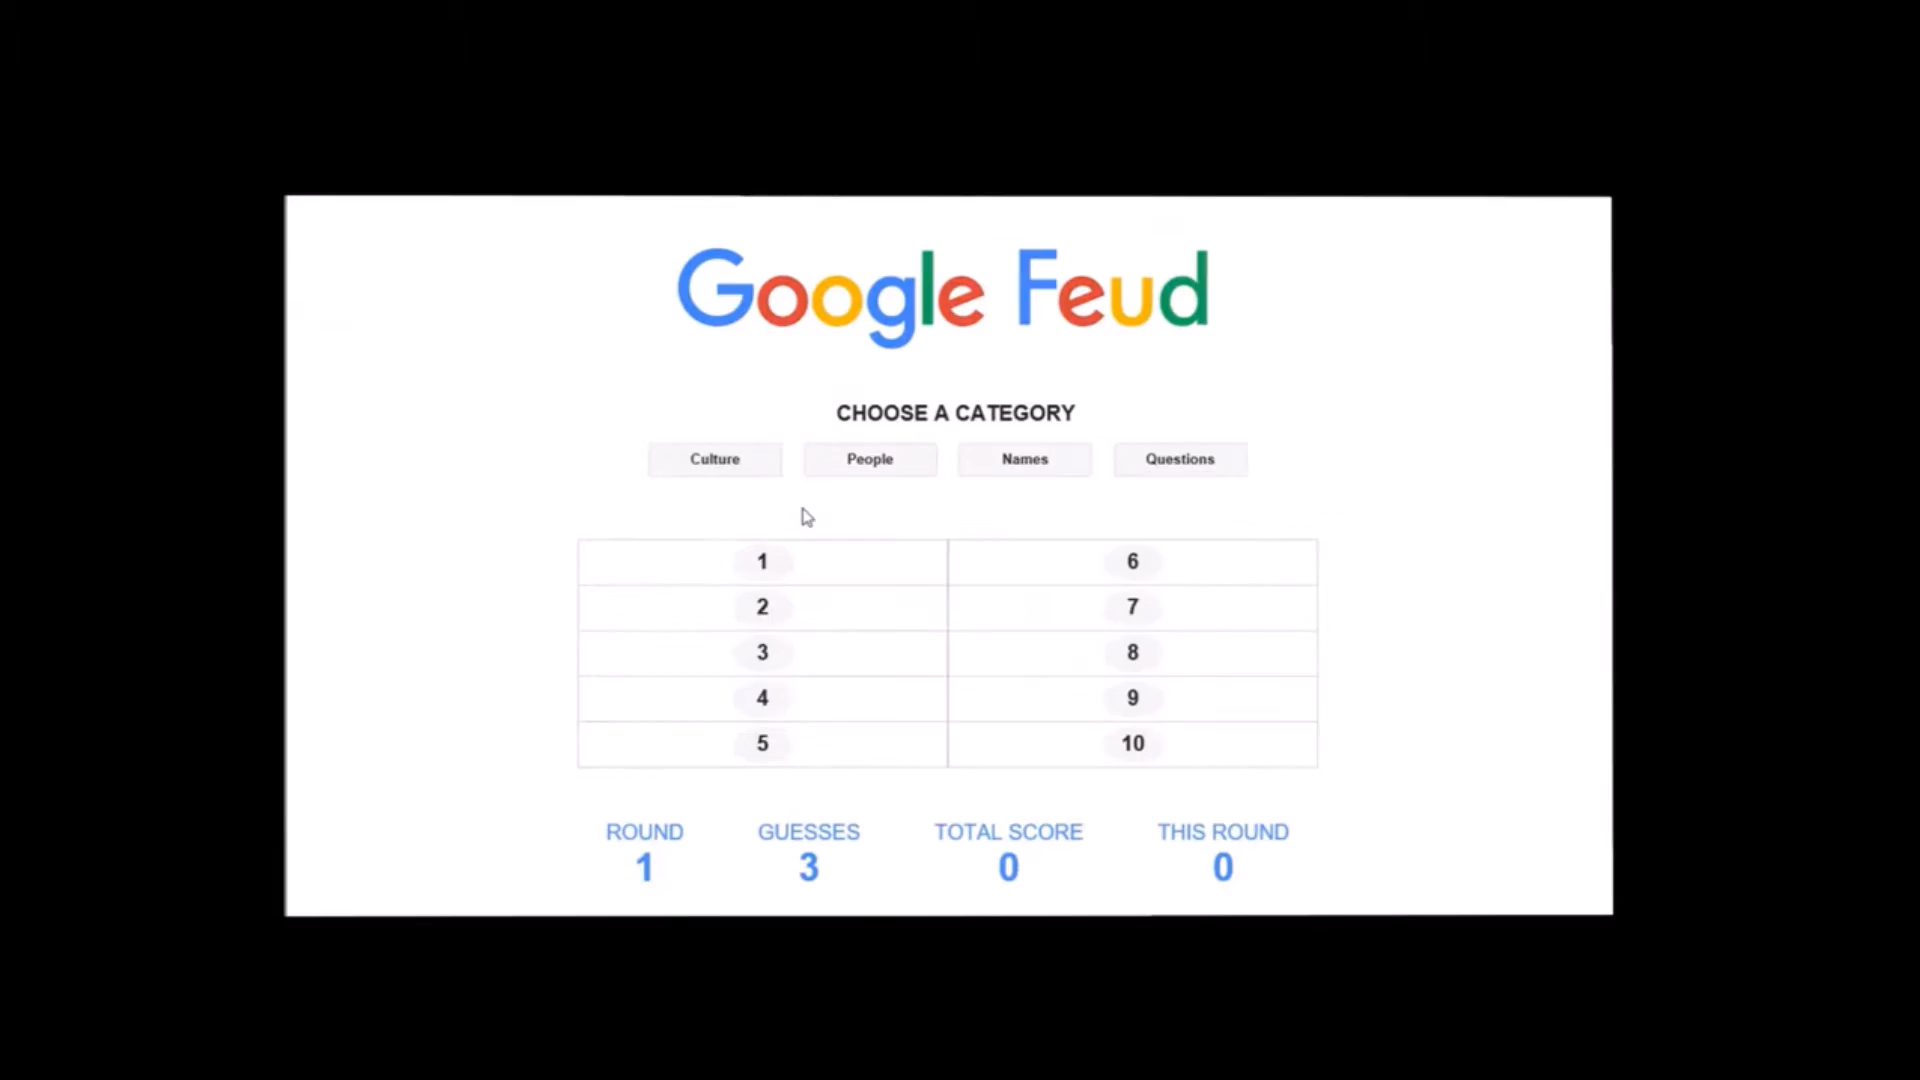 Google Feud
CHOOSE A CATEGORY
Culture People Names Questions
1 6
2 7
3 8
4 9
5 10
ROUND GUESSES TOTAL SCORE THIS ROUND
1 3 0 0